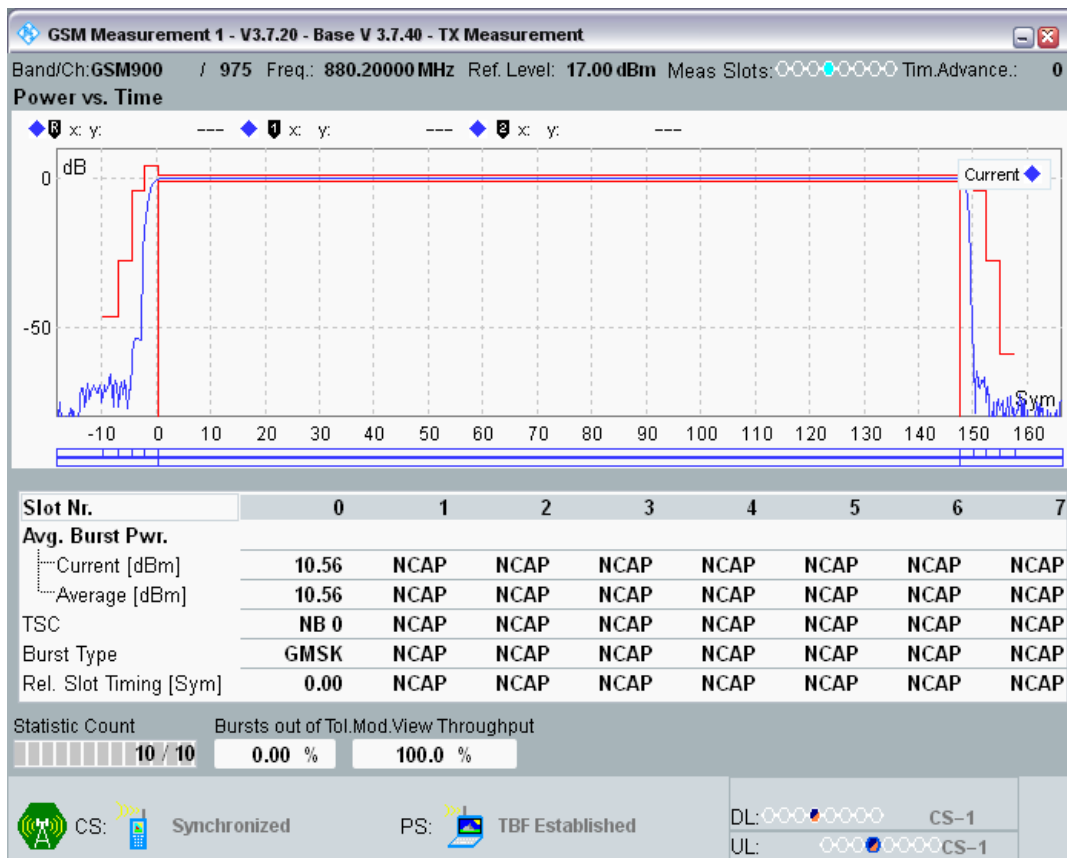 GSM Measurement 1 - V3.7.20 - Base V 3.7.40 - TX Measurement
Band/Ch:GSM900 / 975 Freq.: 880.20000 MHz Ref. Level: 17.00 dBm Meas Slots: Tim.Advance.: 0
Power vs. Time
R x: y: --- 1 x: y: --- 2 x: y: ---
dB
Current
0
-50
Sym
-10 0 10 20 30 40 50 60 70 80 90 100 110 120 130 140 150 160
Slot Nr. 0 1 2 3 4 5 6 7
Avg. Burst Pwr.
Current [dBm] 10.56 NCAP NCAP NCAP NCAP NCAP NCAP NCAP
Average [dBm] 10.56 NCAP NCAP NCAP NCAP NCAP NCAP NCAP
TSC NB 0 NCAP NCAP NCAP NCAP NCAP NCAP NCAP
Burst Type GMSK NCAP NCAP NCAP NCAP NCAP NCAP NCAP
Rel. Slot Timing [Sym] 0.00 NCAP NCAP NCAP NCAP NCAP NCAP NCAP
Statistic Count Bursts out of Tol.Mod.View Throughput
10 / 10 0.00 % 100.0 %
CS: Synchronized PS: TBF Established
DL: CS-1
UL: CS-1